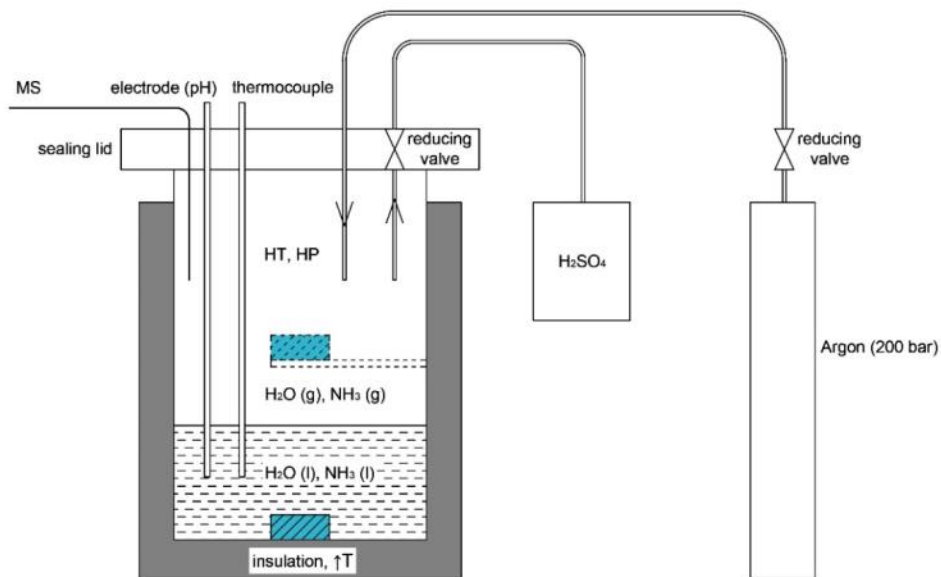 MS
electrode (pH)
thermocouple
sealing lid
reducing
valve
reducing
valve
HT, HP
H₂SO₄
Argon (200 bar)
H₂O (g), NH₃ (g)
H₂O (l), NH₃ (l)
insulation, ↑T